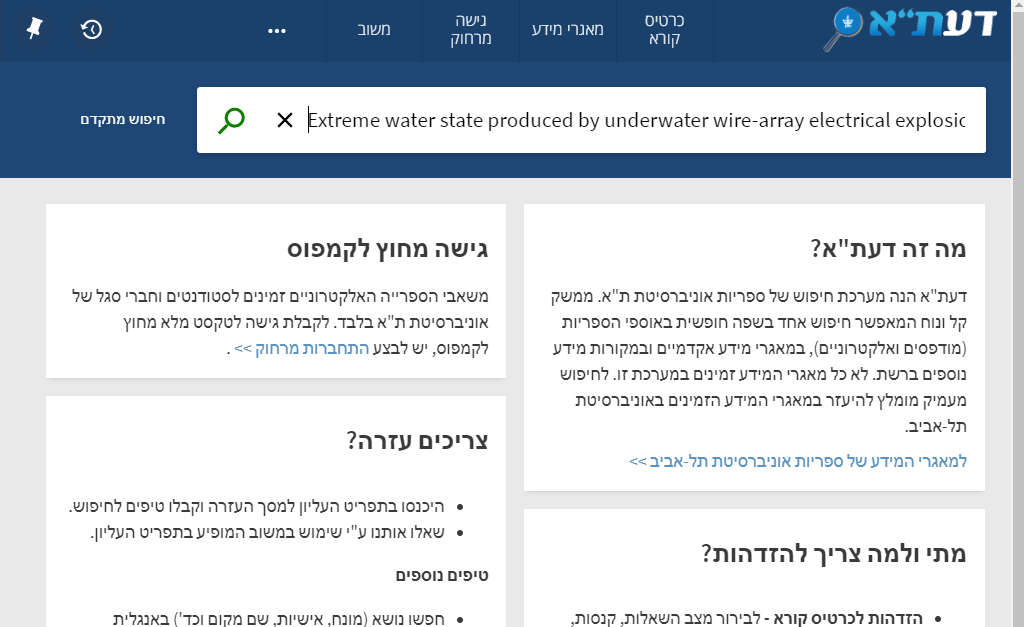 דעת"א
כרטיס
קורא
מאגרי מידע
גישה
מרחוק
משוב
Extreme water state produced by underwater wire-array electrical explosic
חיפוש מתקדם
מה זה דעת"א?
דעת"א הנה מערכת חיפוש של ספריות אוניברסיטת ת"א. ממשק
קל ונוח המאפשר חיפוש אחד בשפה חופשית באוספי הספריות
(מודפסים ואלקטרוניים), במאגרי מידע אקדמיים ובמקורות מידע
נוספים ברשת. לא כל מאגרי המידע זמינים במערכת זו. לחיפוש
מעמיק מומלץ להיעזר במאגרי המידע הזמינים באוניברסיטת
תל-אביב.
למאגרי המידע של ספריות אוניברסיטת תל-אביב >>
מתי ולמה צריך להזדהות?
הזדהות לכרטיס קורא - לבירור מצב השאלות, קנסות,
גישה מחוץ לקמפוס
משאבי הספרייה האלקטרוניים זמינים לסטודנטים וחברי סגל של
אוניברסיטת ת"א בלבד. לקבלת גישה לטקסט מלא מחוץ
לקמפוס, יש לבצע התחברות מרחוק >> .
צריכים עזרה?
היכנסו בתפריט העליון למסך העזרה וקבלו טיפים לחיפוש.
שאלו אותנו ע"י שימוש במשוב המופיע בתפריט העליון.
טיפים נוספים
חפשו נושא (מונח, אישיות, שם מקום וכד') באנגלית